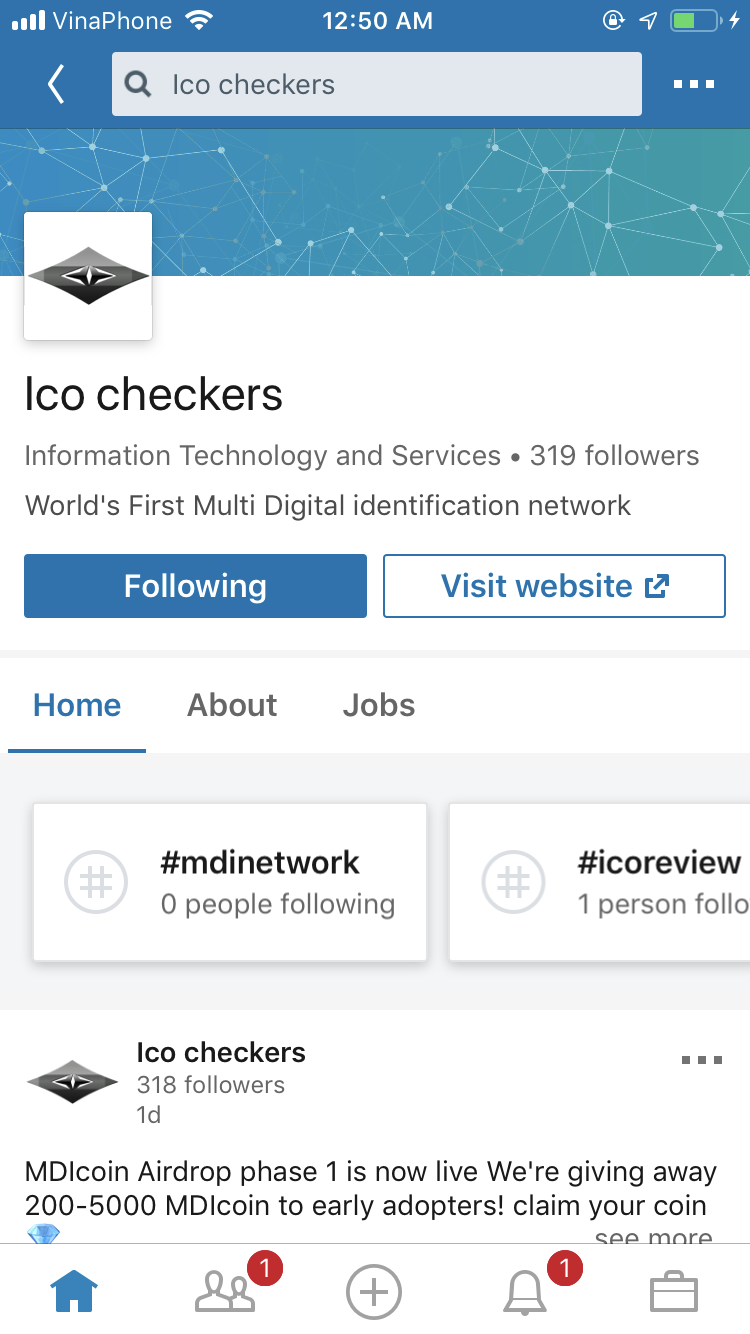 VinaPhone 12:50 AM
Ico checkers
Ico checkers
Information Technology and Services • 319 followers
World's First Multi Digital identification network
Following
Visit website
Home About Jobs
#mdinetwork
0 people following
#icoreview
1 person follo
Ico checkers
318 followers
1d
MDIcoin Airdrop phase 1 is now live We're giving away
200-5000 MDIcoin to early adopters! claim your coin
💎 see more
1 1